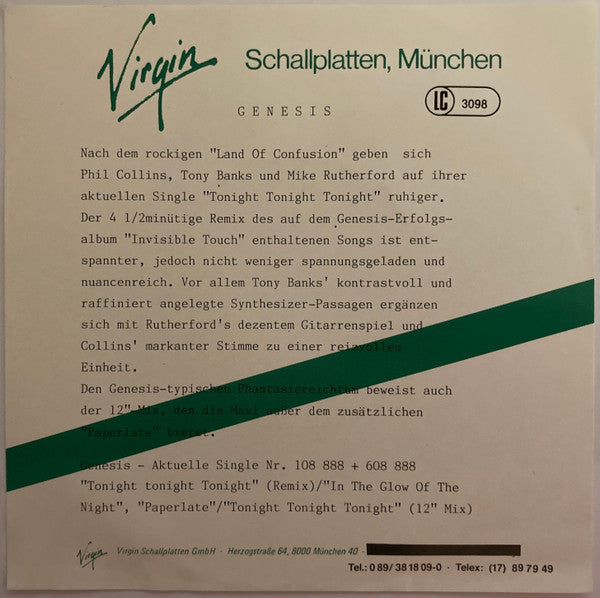 Virgin Schallplatten, München
LC 3098
GENESIS
Nach dem rockigen "Land Of Confusion" geben sich
Phil Collins, Tony Banks und Mike Rutherford auf ihrer
aktuellen Single "Tonight Tonight Tonight" ruhiger.
Der 4 1/2minütige Remix des auf dem Genesis-Erfolgs-
album "Invisible Touch" enthaltenen Songs ist ent-
spannter, jedoch nicht weniger spannungsgeladen und
nuancenreich. Vor allem Tony Banks' kontrastvoll und
raffiniert angelegte Synthesizer-Passagen ergänzen
sich mit Rutherford's dezentem Gitarrenspiel und
Collins' markanter Stimme zu einer reizvollen
Einheit.
Den Genesis-typischen Phantasiereichtum beweist auch
der 12"-Mix, den die Maxi außer dem zusätzlichen
"Paperlate" bietet.
Genesis - Aktuelle Single Nr. 108 888 + 608 888
"Tonight tonight Tonight" (Remix)/"In The Glow Of The
Night", "Paperlate"/"Tonight Tonight Tonight" (12" Mix)
Virgin Virgin Schallplatten GmbH · Herzogstraße 64, 8000 München 40 ·
Tel.: 0 89/38 18 09-0 · Telex: (17) 89 79 49